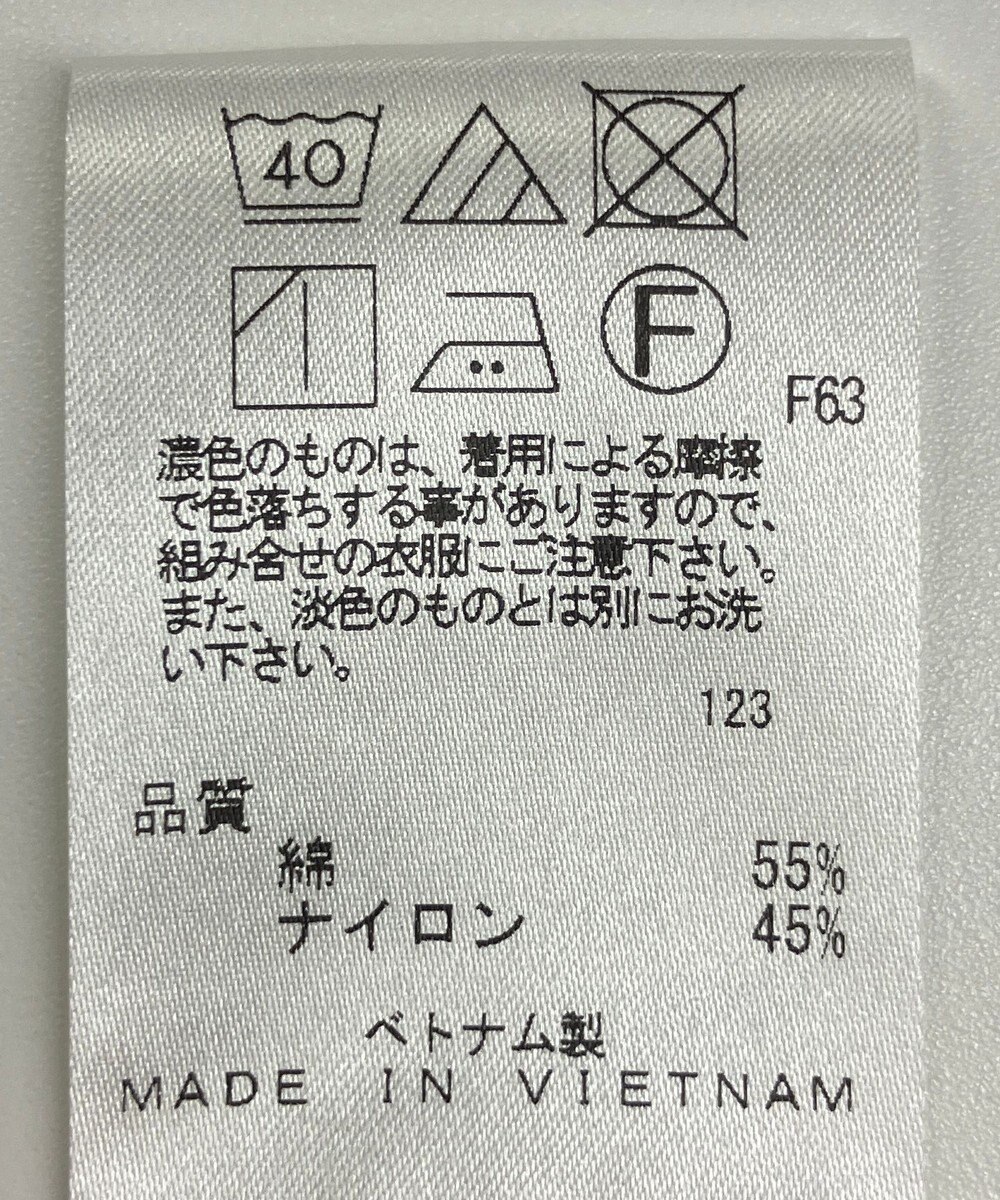 40
F
F63
濃色のものは、着用による摩擦
で色落ちする事がありますので、
組み合せの衣服にご注意下さい。
また、淡色のものとは別にお洗
い下さい。
123
品質
綿 55%
ナイロン 45%
ベトナム製
MADE IN VIETNAM